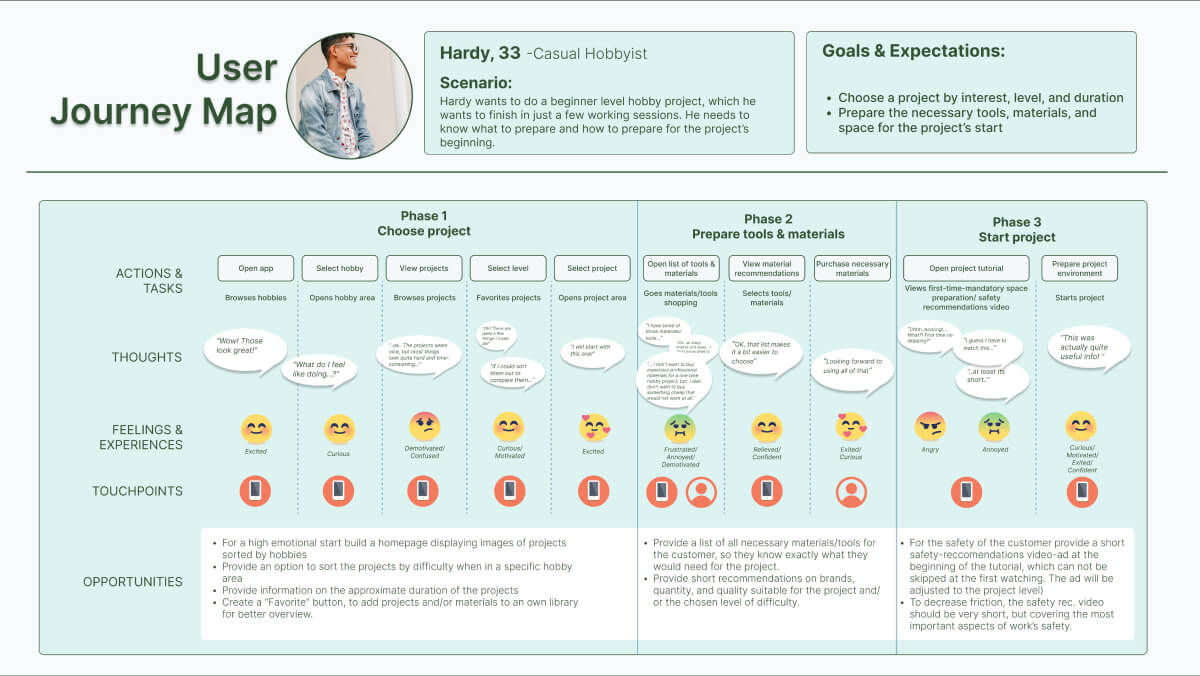 User
Journey Map
Hardy, 33 -Casual Hobbyist
Scenario:
Hardy wants to do a beginner level hobby project, which he
wants to finish in just a few working sessions. He needs to
know what to prepare and how to prepare for the project's
beginning.
Goals & Expectations:
• Choose a project by interest, level, and duration
• Prepare the necessary tools, materials, and
space for the project's start
Phase 1
Choose project
Phase 2
Prepare tools & materials
Phase 3
Start project
ACTIONS &
TASKS
Open app
Select hobby
View projects
Select level
Select project
Open list of tools &
materials
View material
recommendations
Purchase necessary
materials
Open project tutorial
Prepare project
environment
Browses hobbies
Opens hobby area
Browses projects
Favorites projects
Opens project area
Goes materials/tools
shopping
Selects tools/
materials
Views first-time-mandatory space
preparation/ safety
recommendations video
Starts project
THOUGHTS
"Wow! Those
look great!"
"What do I feel
like doing...?"
"..ok.. The projects seem
nice, but most things
look quite hard and time-
consuming..."
"Oh! There are
quite a few
things I could
do!"
"If I could sort
them out to
compare them..."
"I will start with
this one!"
"I have some of
those materials/
tools ..."
"..I don't want to buy
expensive professional
materials for a one time
hobby project, but I also
don't want to buy
something cheap that
would not work at all."
"OK, that list makes
it a bit easier to
choose"
"Looking forward to
using all of that"
"Ohhh..boaring!...
What?! First time no
skipping?"
"I guess I have to
watch this..."
"..at least its
short.."
"This was
actually quite
useful info! "
FEELINGS &
EXPERIENCES
Excited
Curious
Demotivated/
Confused
Curious/
Motivated
Excited
Frustrated/
Annoyed/
Demotivated
Relieved/
Confident
Exited/
Curious
Angry
Annoyed
Curious/
Motivated/
Exited/
Confident
TOUCHPOINTS
OPPORTUNITIES
• For a high emotional start build a homepage displaying images of projects
sorted by hobbies
• Provide an option to sort the projects by difficulty when in a specific hobby
area
• Provide information on the approximate duration of the projects
• Create a "Favorite" button, to add projects and/or materials to an own library
for better overview.
• Provide a list of all necessary materials/tools for
the customer, so they know exactly what they
would need for the project.
• Provide short recommendations on brands,
quantity, and quality suitable for the project and/
or the chosen level of difficulty.
• For the safety of the customer provide a short
safety-reccomendations video-ad at the
beginning of the tutorial, which can not be
skipped at the first watching. The ad will be
adjusted to the project level)
• To decrease friction, the safety rec. video
should be very short, but covering the most
important aspects of work's safety.